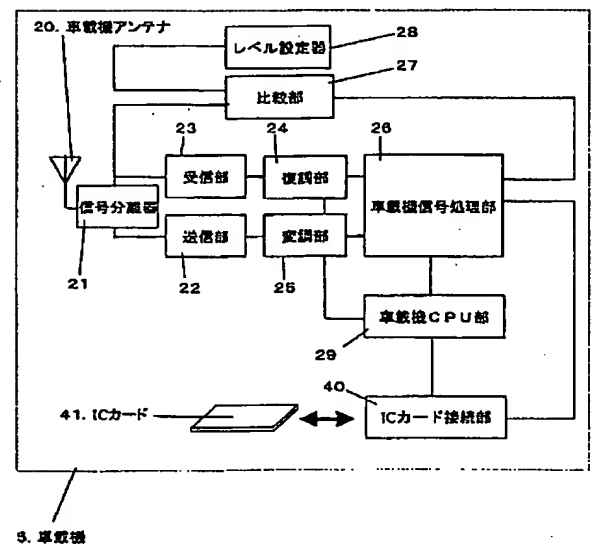 20. 車載機アンテナ
レベル設定器
28
比較部
27
23
24
26
受信部
復調部
車載機信号処理部
信号分離器
送信部
変調部
21
22
25
車載機CPU部
29
40
41. ICカード
ICカード接続部
5. 車載機